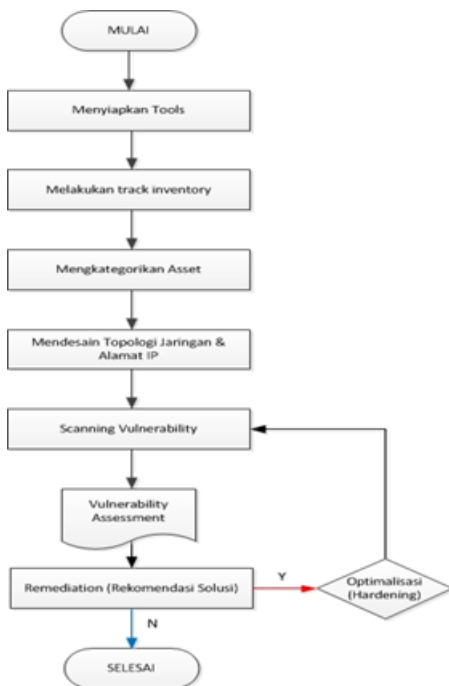 MULAI
Menyiapkan Tools
Melakukan track inventory
Mengkategorikan Asset
Mendesain Topologi Jaringan &
Alamat IP
Scanning Vulnerability
Vulnerability
Assessment
Remediation (Rekomendasi Solusi)
Y
Optimalisasi
(Hardening)
N
SELESAI